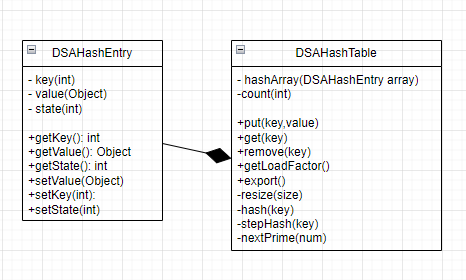 DSAHashEntry
- key(int)
- value(Object)
- state(int)
+getKey(): int
+getValue(): Object
+getState(): int
+setValue(Object)
+setKey(int):
+setState(int)
DSAHashTable
- hashArray(DSAHashEntry array)
-count(int)
+put(key,value)
+get(key)
+remove(key)
+getLoadFactor()
+export()
-resize(size)
-hash(key)
-stepHash(key)
-nextPrime(num)